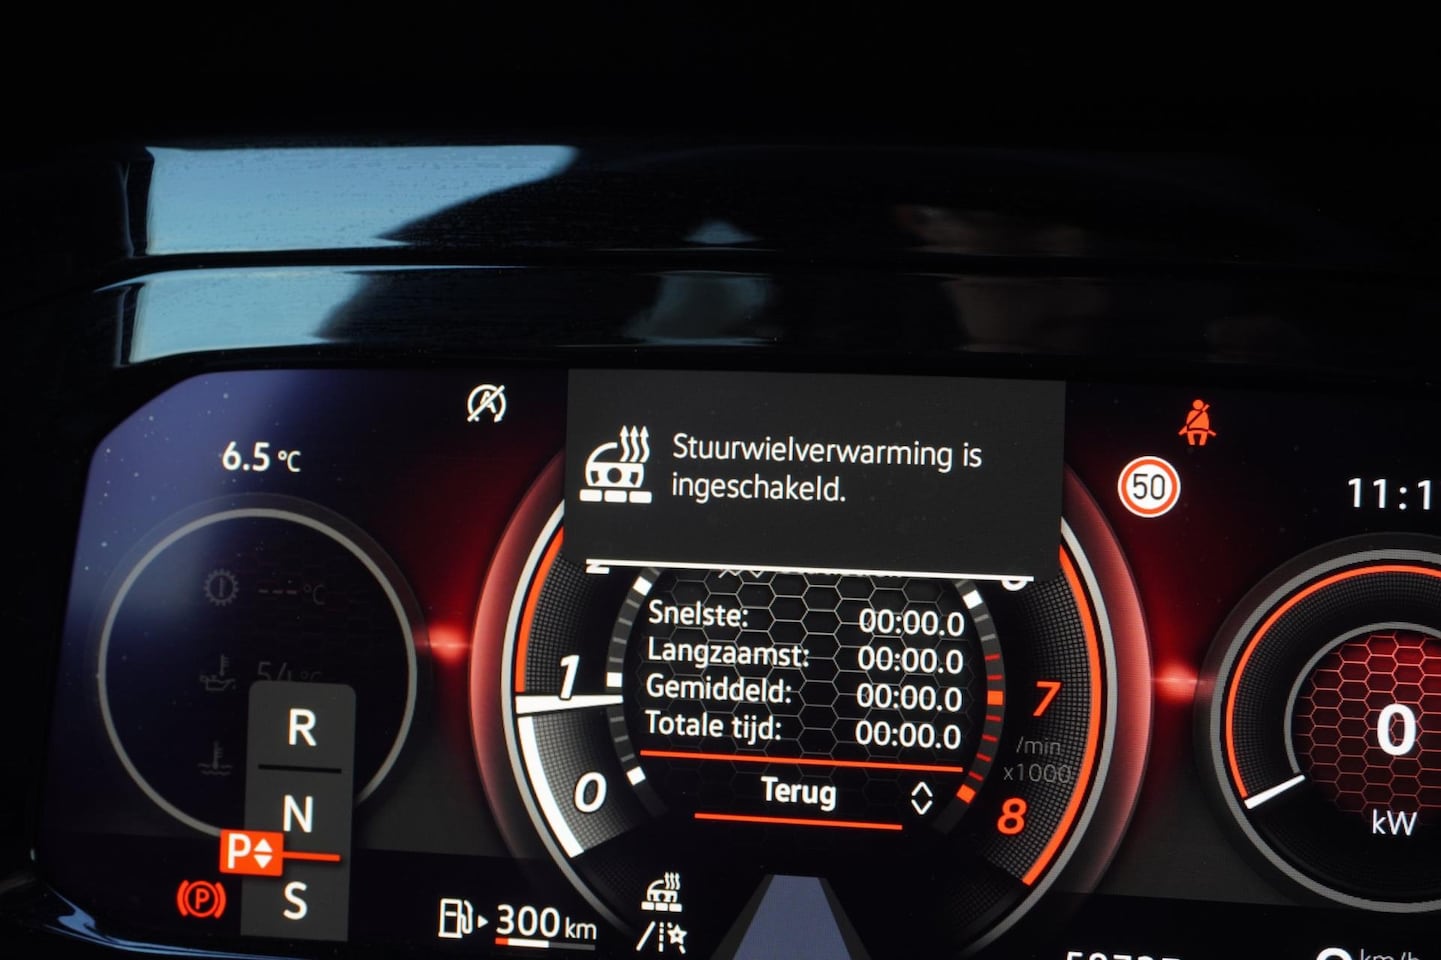 6.5 °C
Stuurwielverwarming is
ingeschakeld.
50
11:1
---°C
Snelste: 00:00.0
Langzaamst: 00:00.0
Gemiddeld: 00:00.0
Totale tijd: 00:00.0
Terug
1
0
7
/min
x1000
8
0
kW
R
N
P
S
P
300 km
km/h